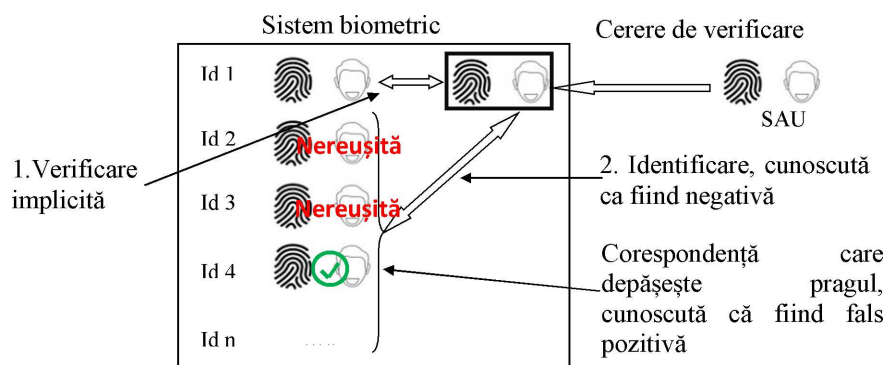 Sistem biometric
Cerere de verificare
Id 1
SAU
Id 2
Nereușită
1.Verificare
implicită
2. Identificare, cunoscută
ca fiind negativă
Id 3
Nereușită
Id 4
Corespondență care
depășește pragul,
cunoscută că fiind fals
pozitivă
Id n
.....